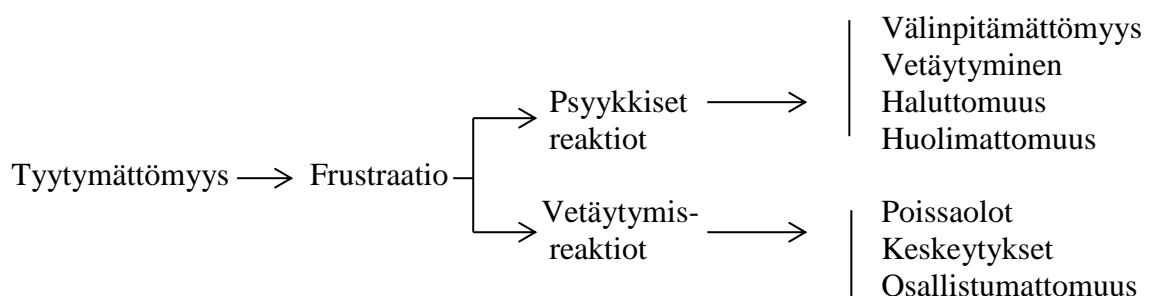 Välinpitämättömyys
Vetäytyminen
Psyykkiset
Haluttomuus
reaktiot
Huolimattomuus
Tyytymättömyys
Frustraatio
Vetäytymis-
reaktiot
Poissaolot
Keskeytykset
Osallistumattomuus